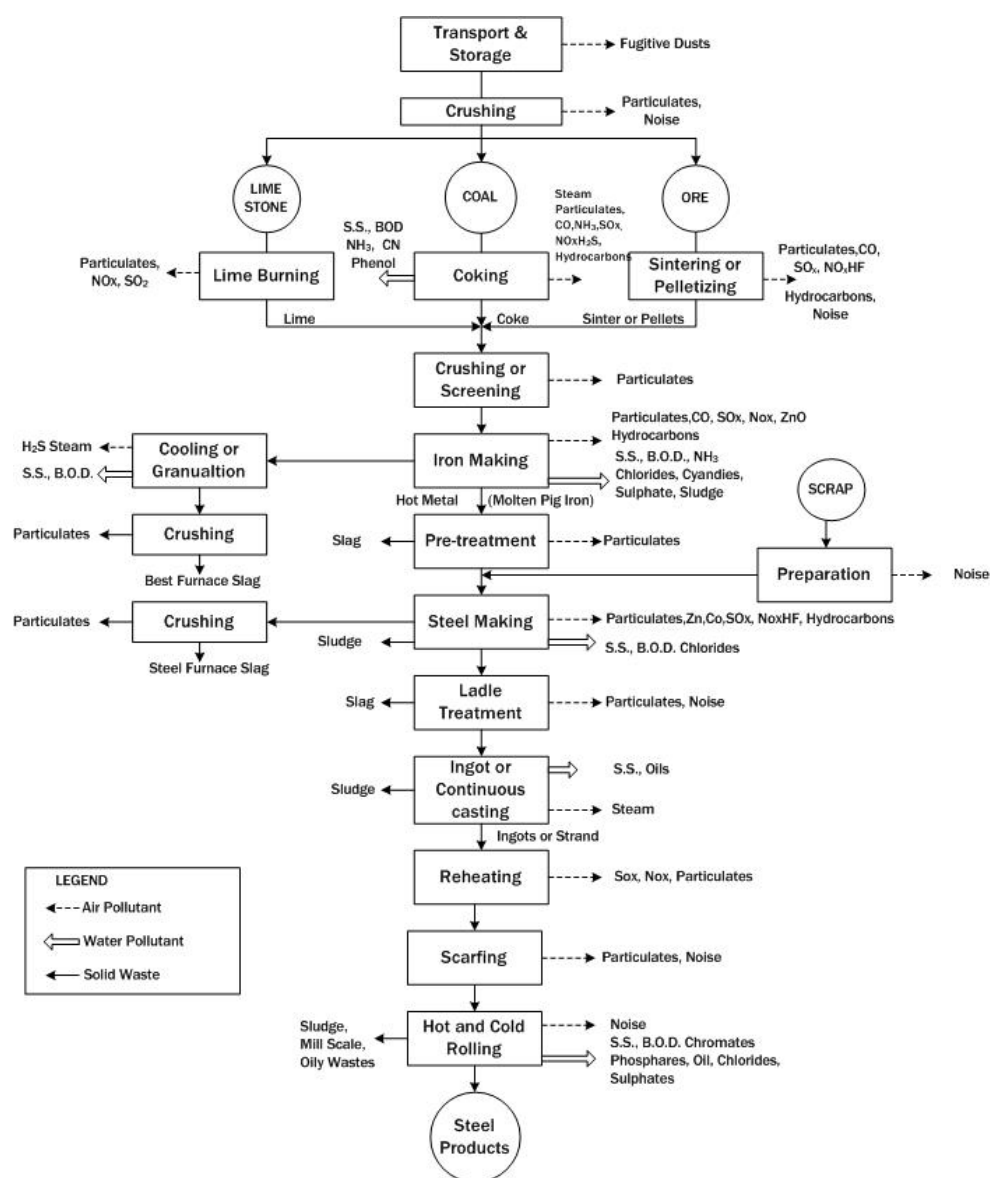 Transport &
Storage
Fugitive Dusts
Crushing
Particulates,
Noise
LIME
STONE
COAL
ORE
S.S., BOD
NH₃, CN
Phenol
Steam
Particulates,
CO,NH₃,SOx,
NOxH₂S,
Hydrocarbons
Particulates,CO,
SOₓ, NOₓHF
Hydrocarbons,
Noise
Particulates,
NOx, SO₂
Lime Burning
Coking
Sintering or
Pelletizing
Lime
Coke
Sinter or Pellets
Crushing or
Screening
Particulates
Particulates,CO, SOx, Nox, ZnO
Hydrocarbons
S.S., B.O.D., NH₃
Chlorides, Cyandies,
Sulphate, Sludge
H₂S Steam
S.S., B.O.D.
Cooling or
Granualtion
Iron Making
Hot Metal
(Molten Pig Iron)
SCRAP
Particulates
Crushing
Best Furnace Slag
Slag
Pre-treatment
Particulates
Preparation
Noise
Particulates
Crushing
Steel Furnace Slag
Sludge
Steel Making
Particulates,Zn,Co,SOx, NoxHF, Hydrocarbons
S.S., B.O.D. Chlorides
Slag
Ladle
Treatment
Particulates, Noise
Sludge
Ingot or
Continuous
casting
S.S., Oils
Steam
Ingots or Strand
Reheating
Sox, Nox, Particulates
LEGEND
Air Pollutant
Water Pollutant
Solid Waste
Scarfing
Particulates, Noise
Sludge,
Mill Scale,
Oily Wastes
Hot and Cold
Rolling
Noise
S.S., B.O.D. Chromates
Phosphares, Oil, Chlorides,
Sulphates
Steel
Products